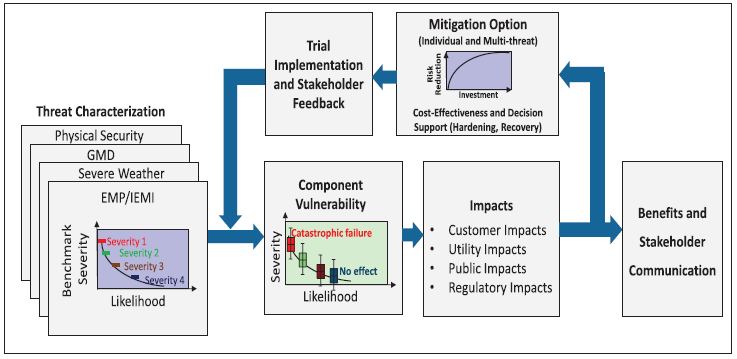 Threat Characterization
Physical Security
GMD
Severe Weather
EMP/IEMI
Benchmark
Severity
Severity 1
Severity 2
Severity 3
Severity 4
Likelihood
Trial
Implementation
and Stakeholder
Feedback
Mitigation Option
(Individual and Multi-threat)
Risk
Reduction
investment
Cost-Effectiveness and Decision
Support (Hardening, Recovery)
Component
Vulnerability
Severity
Catastrophic failure
No effect
Likelihood
Impacts
• Customer Impacts
• Utility Impacts
• Public Impacts
• Regulatory Impacts
Benefits and
Stakeholder
Communication